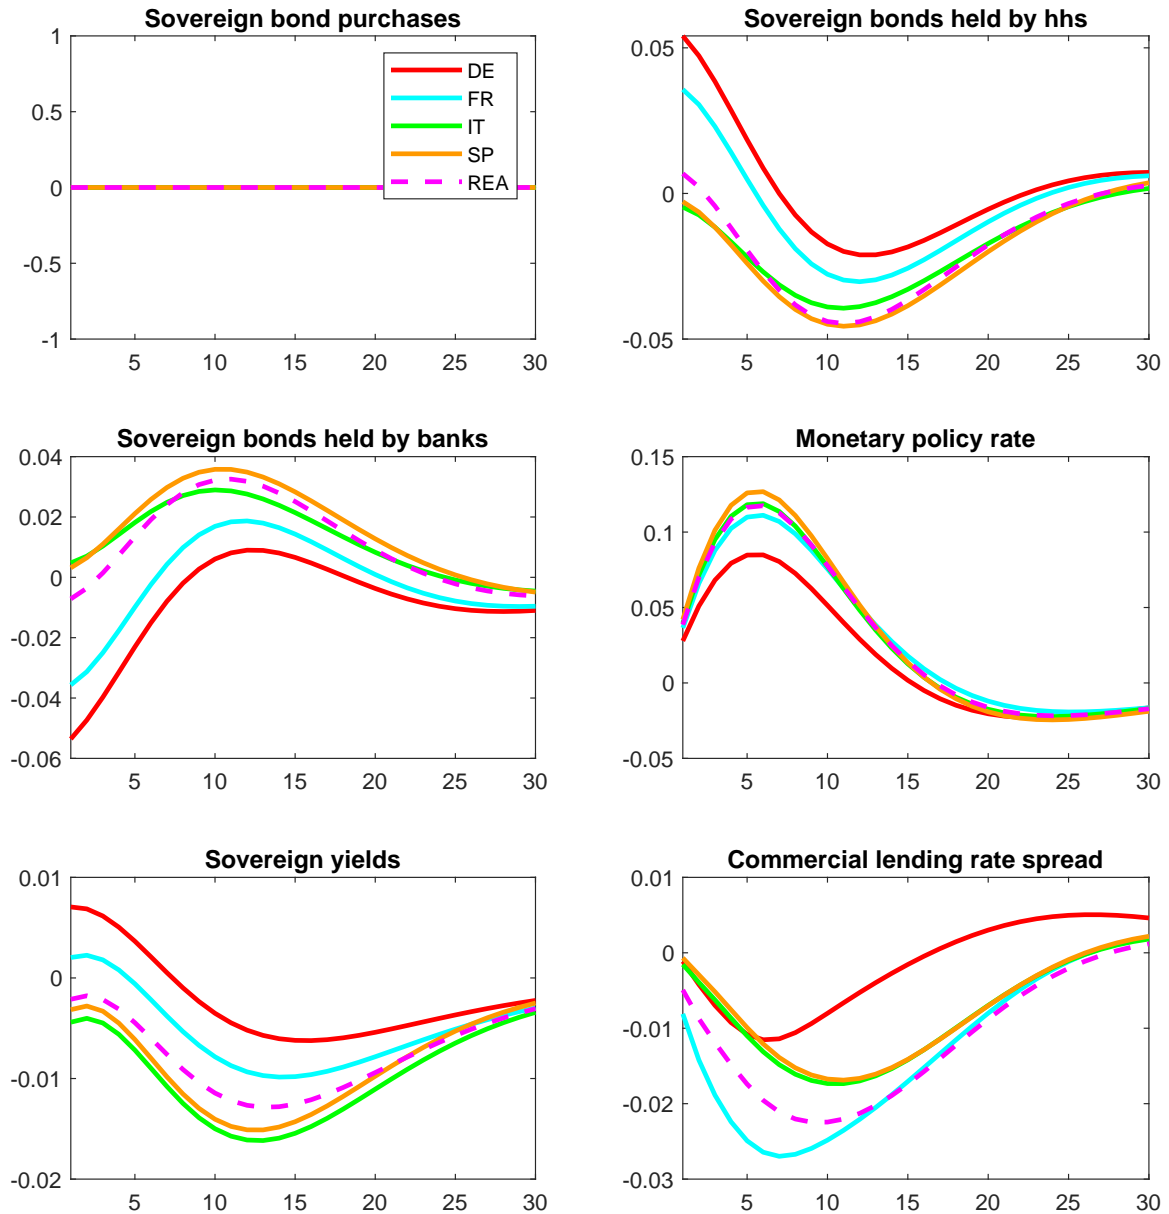 Sovereign bond purchases
1
0.5
0
-0.5
-1
5 10 15 20 25 30
DE
FR
IT
SP
REA
Sovereign bonds held by hhs
0.05
0
-0.05
5 10 15 20 25 30
Sovereign bonds held by banks
0.04
0.02
0
-0.02
-0.04
-0.06
5 10 15 20 25 30
Monetary policy rate
0.15
0.1
0.05
0
-0.05
5 10 15 20 25 30
Sovereign yields
0.01
0
-0.01
-0.02
5 10 15 20 25 30
Commercial lending rate spread
0.01
0
-0.01
-0.02
-0.03
5 10 15 20 25 30